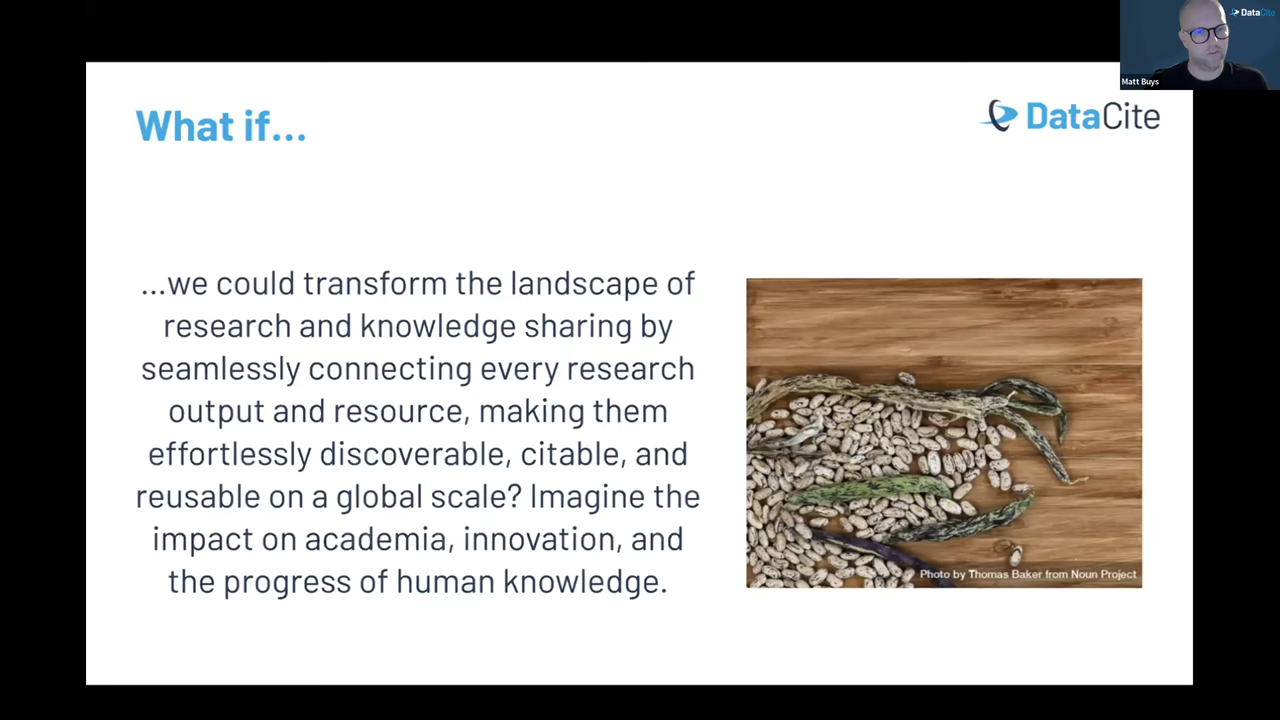 DataCite
Matt Buys
What if...
DataCite
...we could transform the landscape of
research and knowledge sharing by
seamlessly connecting every research
output and resource, making them
effortlessly discoverable, citable, and
reusable on a global scale? Imagine the
impact on academia, innovation, and
the progress of human knowledge.
Photo by Thomas Baker from Noun Project